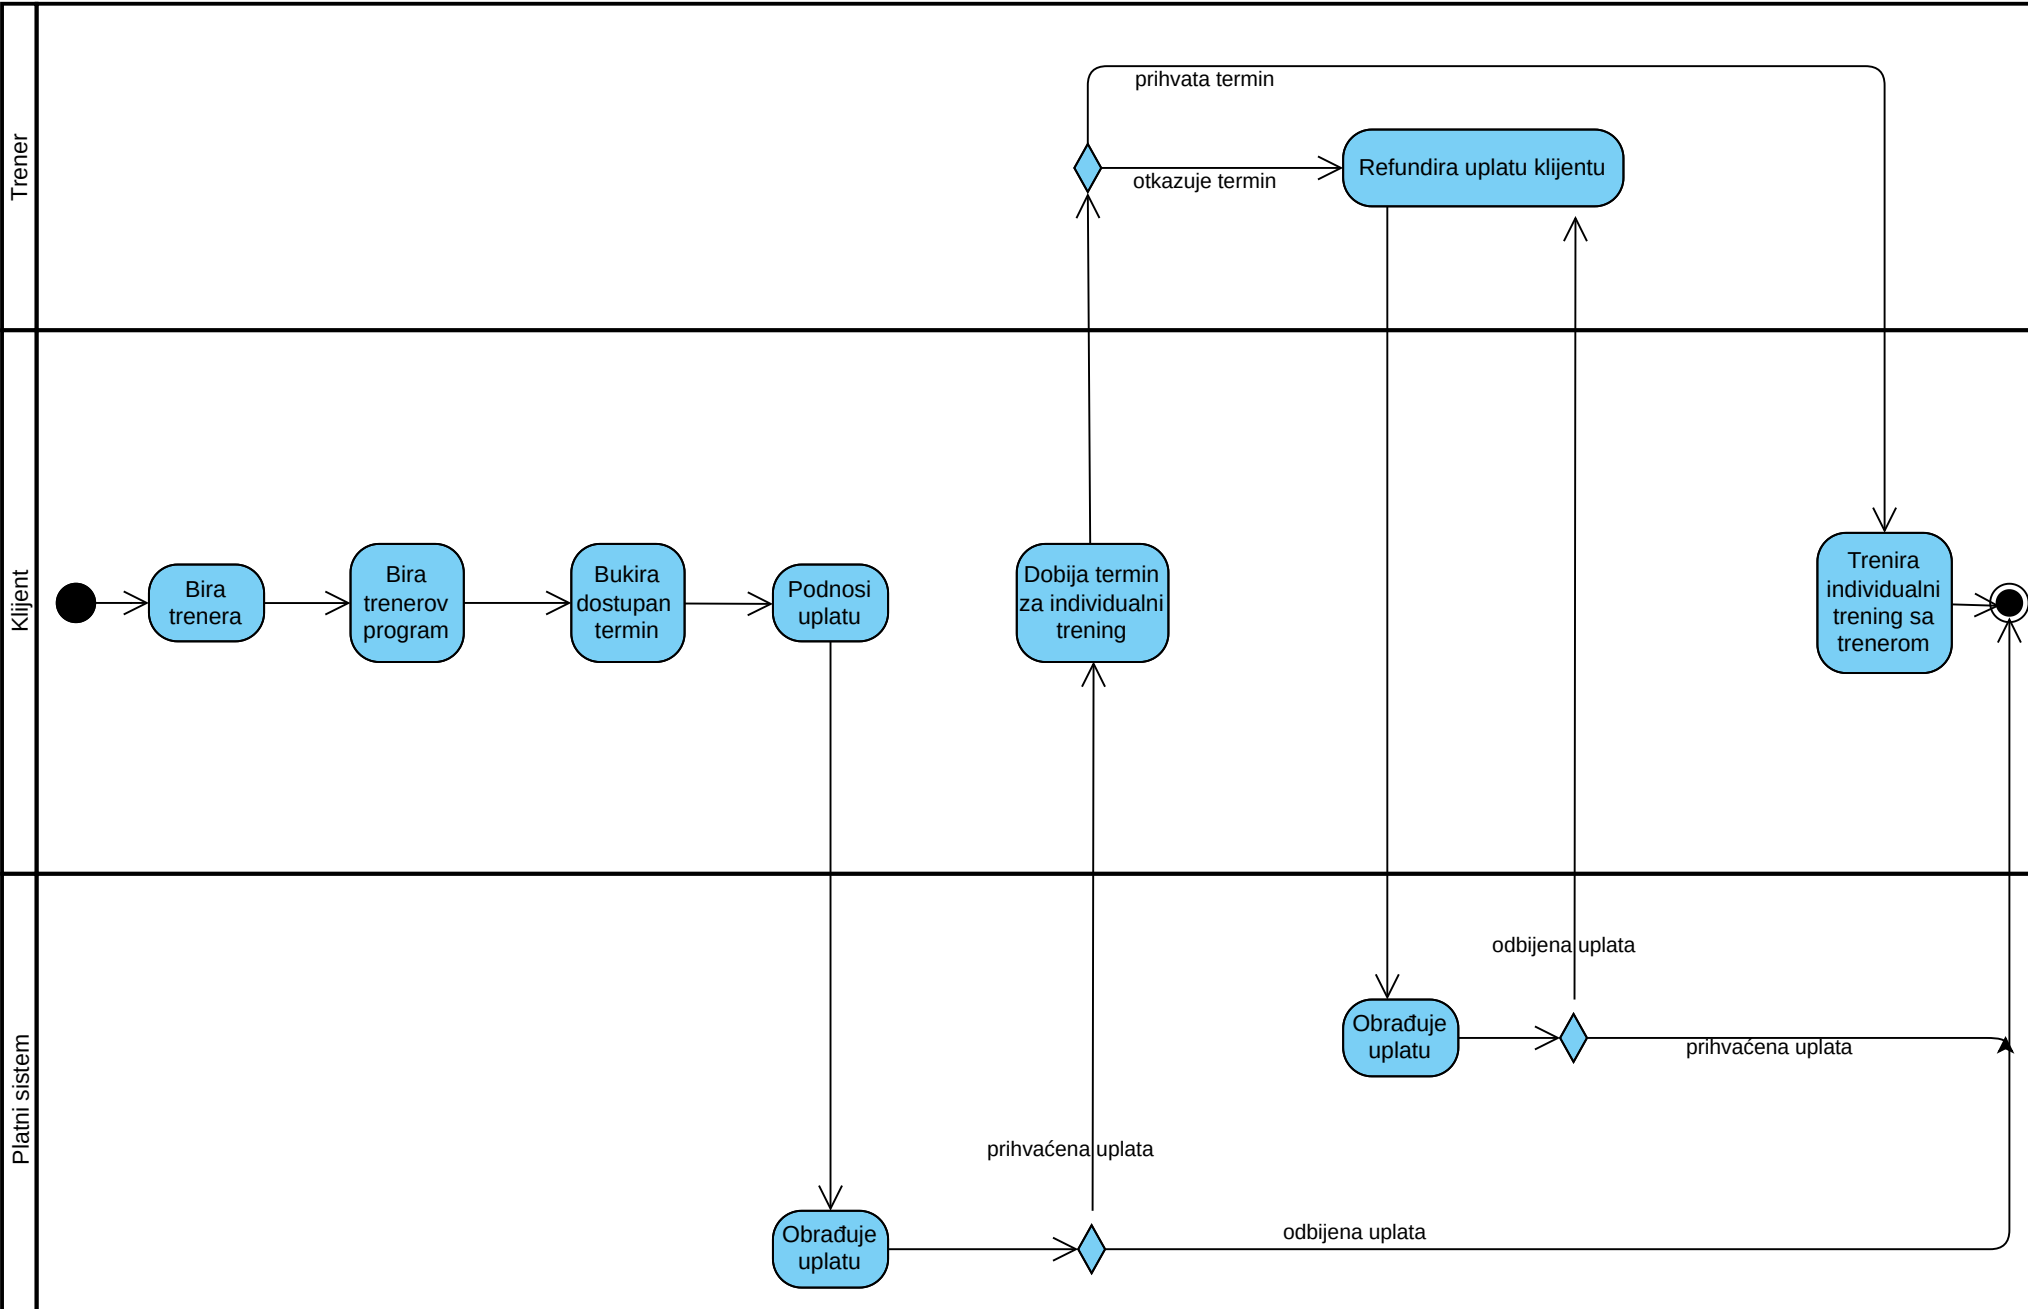 Trener
prihvata termin
otkazuje termin
Refundira uplatu klijentu
Klijent
Bira
trenera
Bira
trenerov
program
Bukira
dostupan
termin
Podnosi
uplatu
Dobija termin
za individualni
trening
Trenira
individualni
trening sa
trenerom
Platni sistem
odbijena uplata
Obrađuje
uplatu
prihvaćena uplata
prihvaćena uplata
Obrađuje
uplatu
odbijena uplata